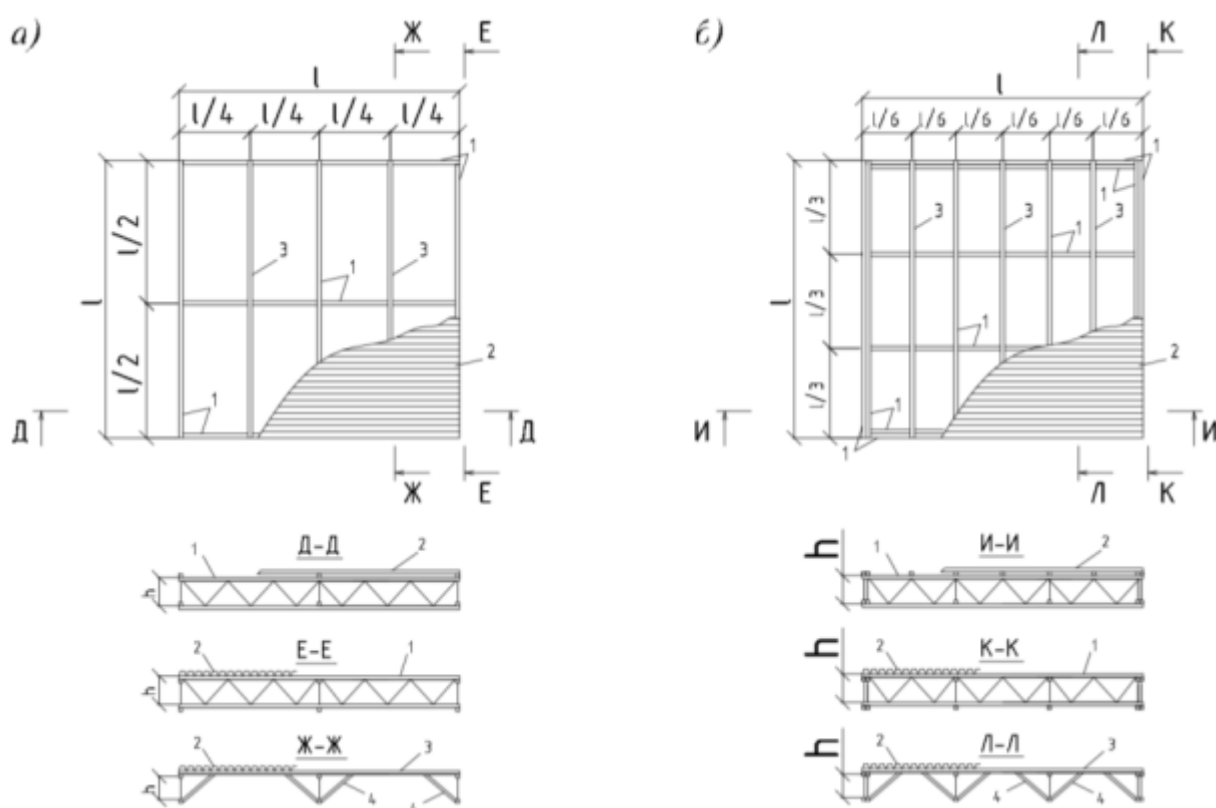 а)
Ж Е
l
l/4 l/4 l/4 l/4
1
l/2
3 3
1
l
l/2
2
1
Д Д
Ж Е
Д-Д
1 2
h
Е-Е
2 1
h
Ж-Ж
2 3
h
4 4
б)
Л К
l
l/6 l/6 l/6 l/6 l/6 l/6
1
1
l/3
3 3 3
1
l
l/3
1
2
l/3
1
И И
1
Л К
И-И
h
1 2
К-К
h
2 1
Л-Л
h
2 3
4 4